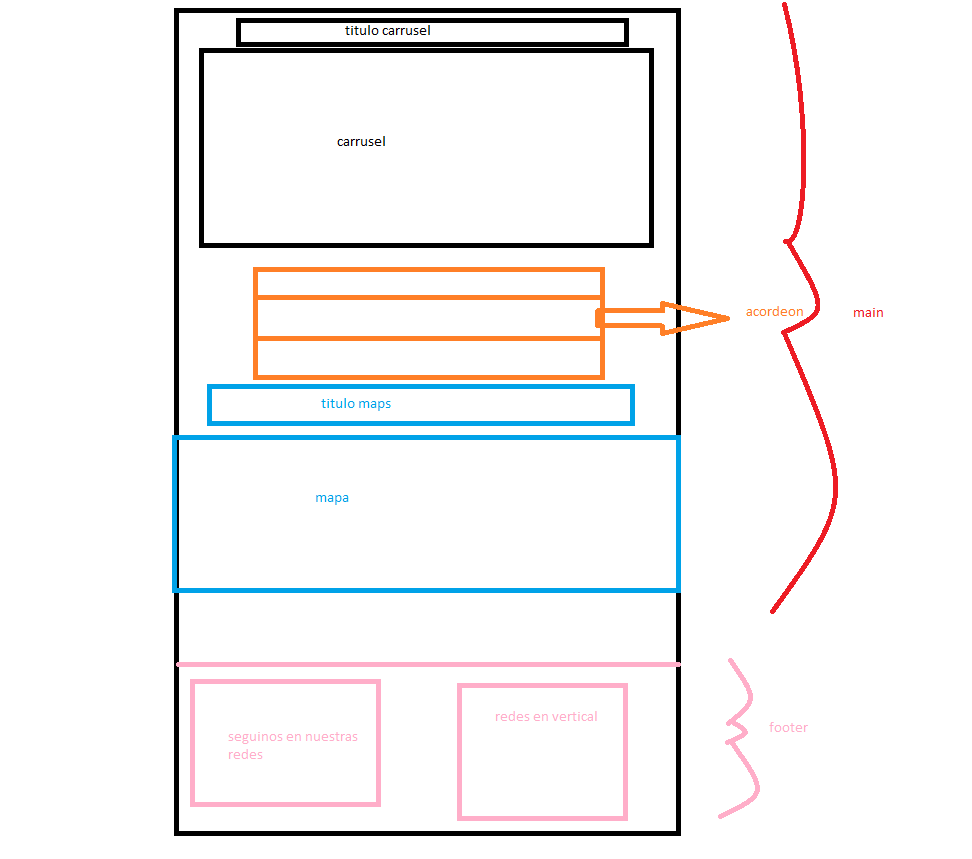 titulo carrusel
carrusel
acordeon
main
titulo maps
mapa
seguinos en nuestras
redes
redes en vertical
footer